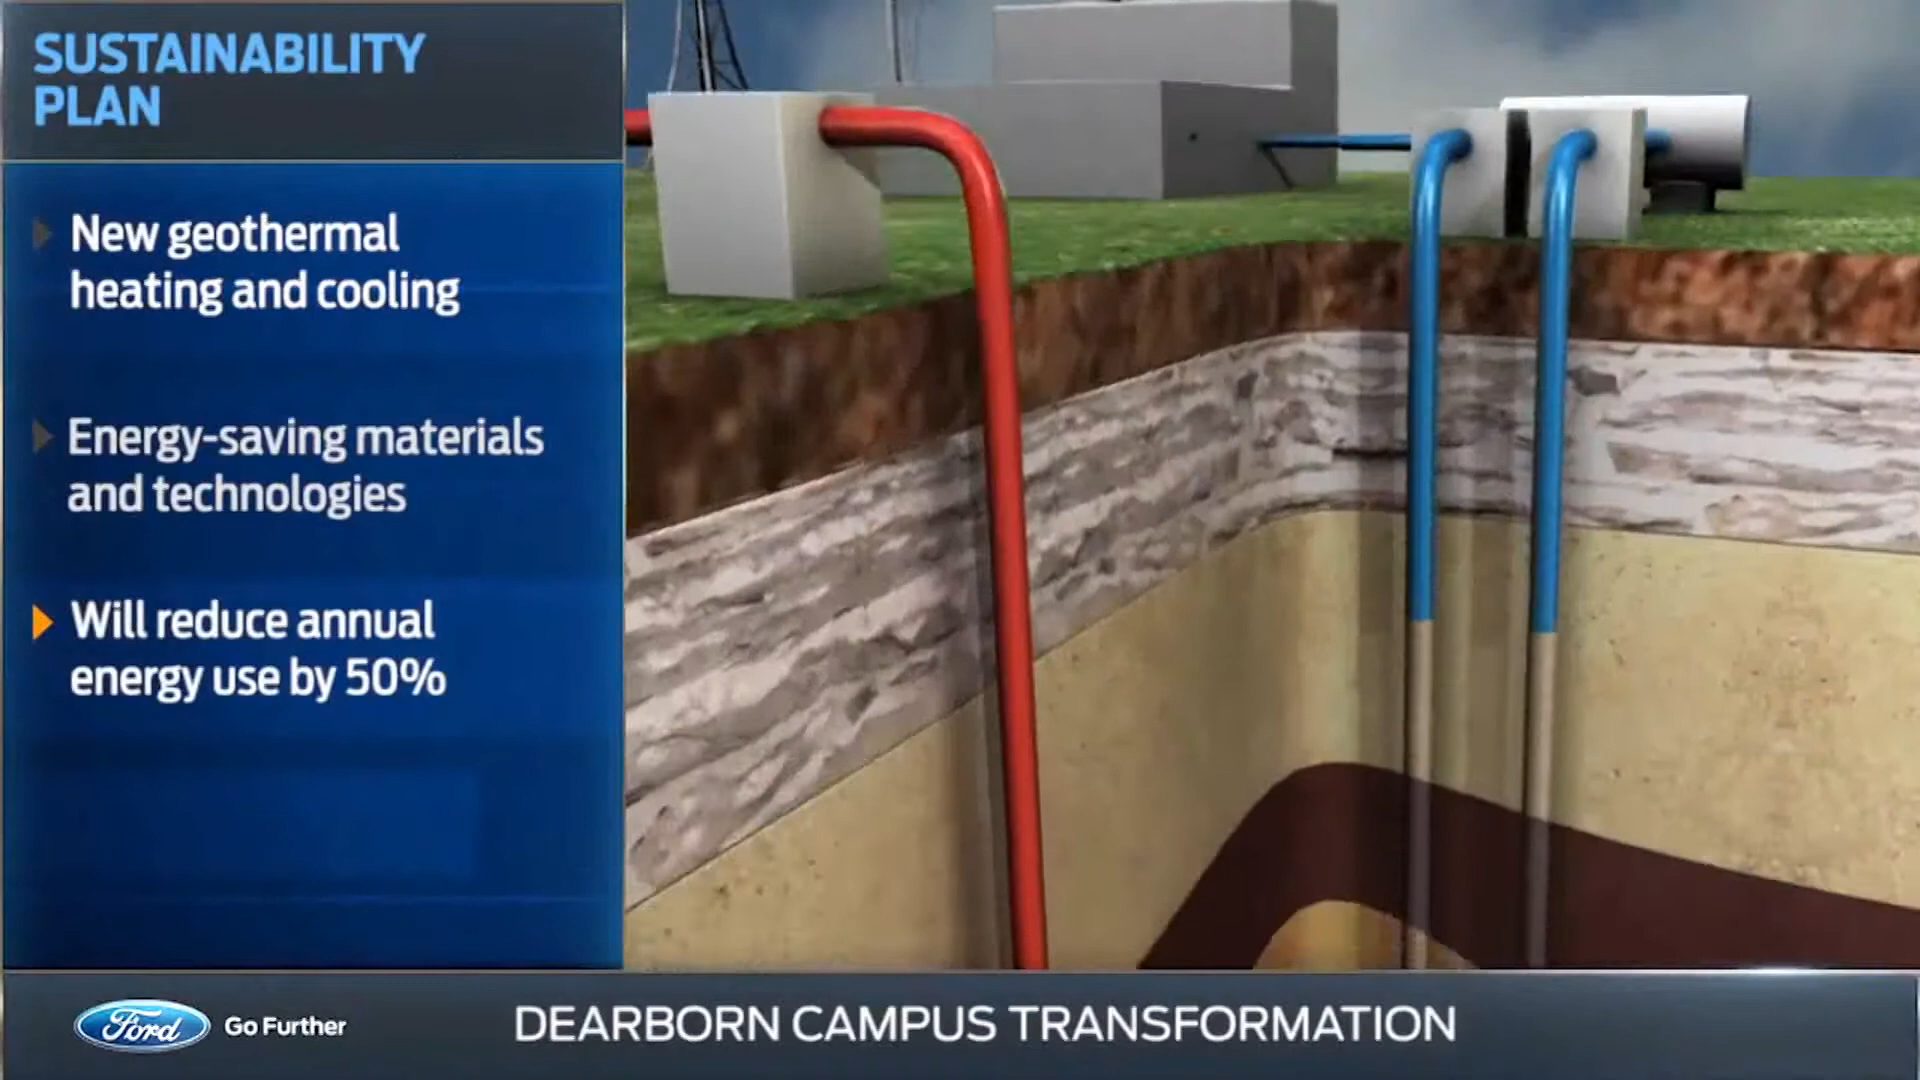 SUSTAINABILITY
PLAN
New geothermal
heating and cooling
Energy-saving materials
and technologies
Will reduce annual
energy use by 50%
Ford Go Further
DEARBORN CAMPUS TRANSFORMATION